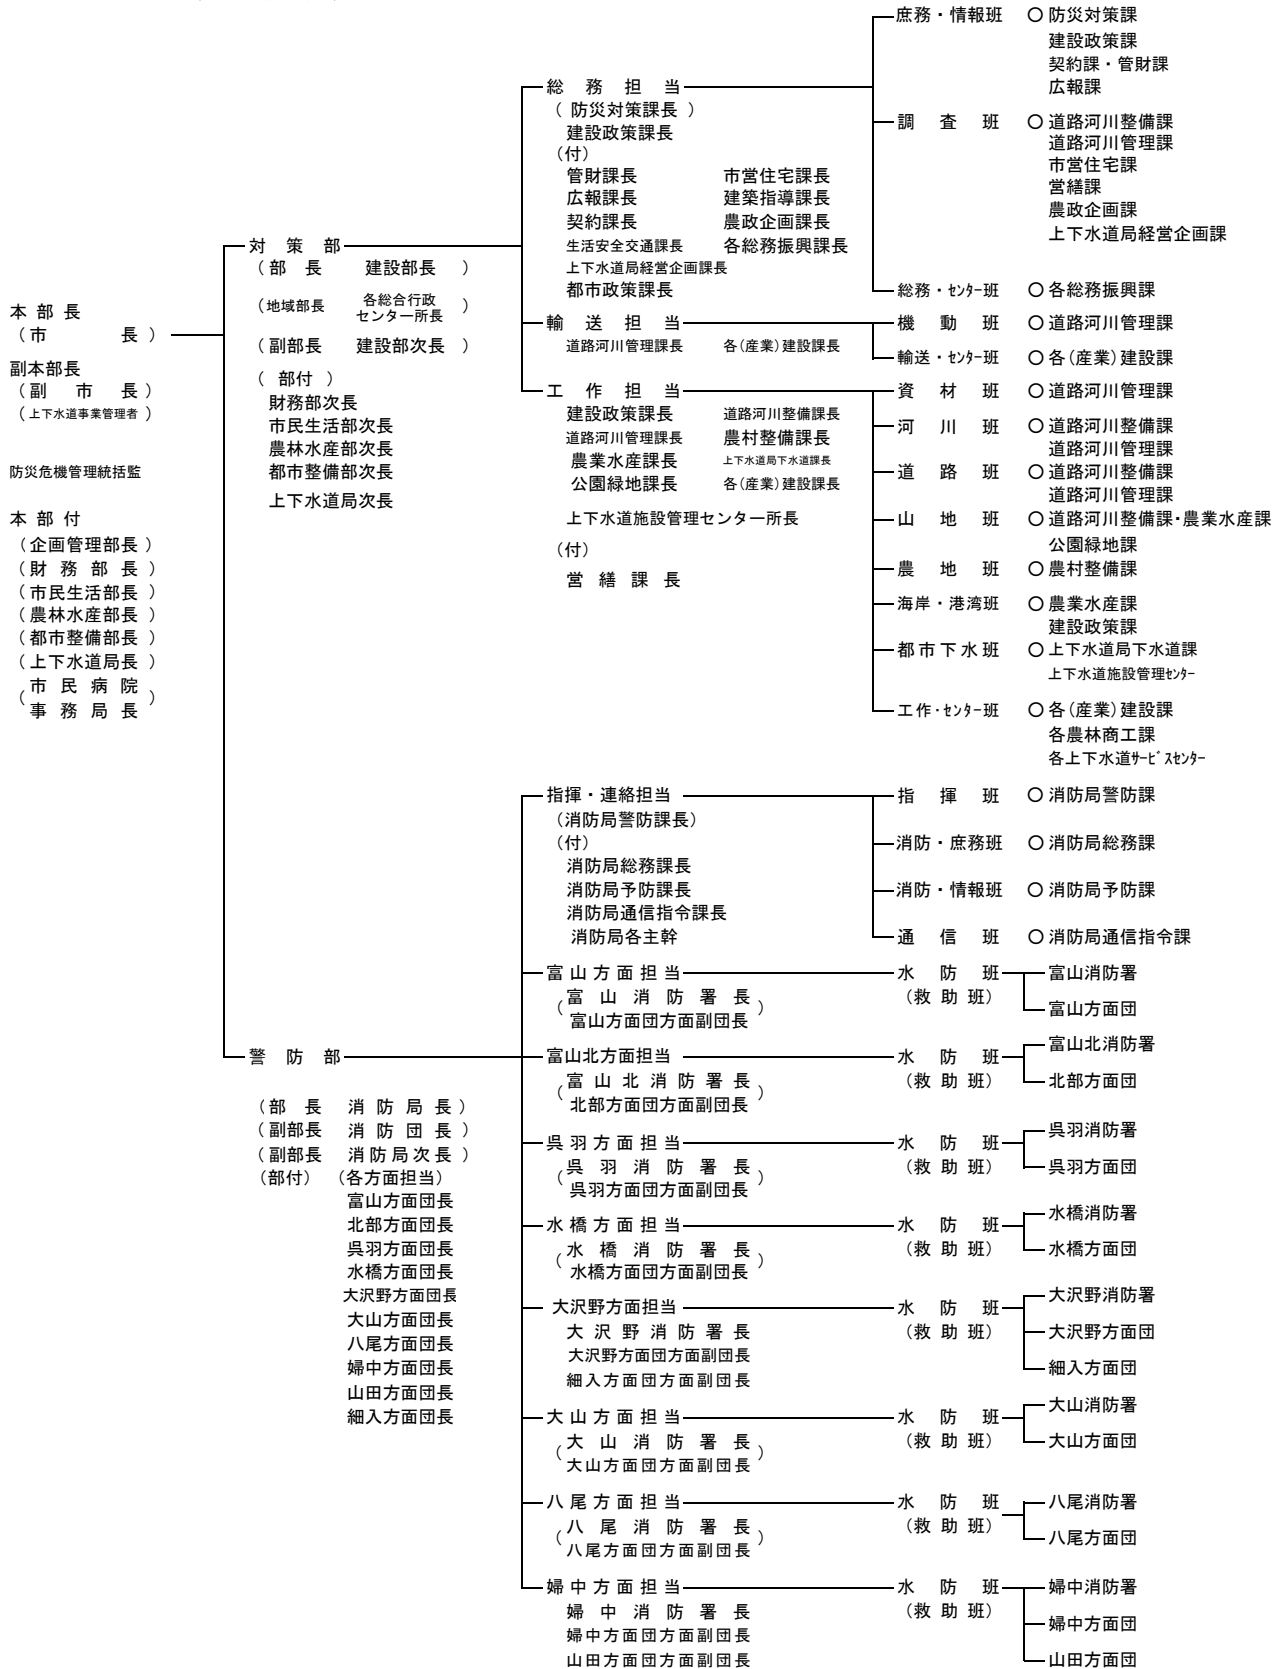 本部長
(市長)
副本部長
(副市長)
(上下水道事業管理者)
防災危機管理統括監
本部付
(企画管理部長)
(財務部長)
(市民生活部長)
(農林水産部長)
(都市整備部長)
(上下水道局長)
(市民病院
事務局長)
対策部
(部長 建設部長)
(地域部長 各総合行政
センター所長)
(副部長 建設部次長)
(部付)
財務部次長
市民生活部次長
農林水産部次長
都市整備部次長
上下水道局次長
総務担当
(防災対策課長)
建設政策課長
(付)
管財課長 市営住宅課長
広報課長 建築指導課長
契約課長 農政企画課長
生活安全交通課長 各総務振興課長
上下水道局経営企画課長
都市政策課長
庶務・情報班 ○防災対策課
建設政策課
契約課・管財課
広報課
調査班 ○道路河川整備課
道路河川管理課
市営住宅課
営繕課
農政企画課
上下水道局経営企画課
総務・センター班 ○各総務振興課
輸送担当
道路河川管理課長 各(産業)建設課長
機動班 ○道路河川管理課
輸送・センター班 ○各(産業)建設課
工作担当
建設政策課長 道路河川整備課長
道路河川管理課長 農村整備課長
農業水産課長 上下水道局下水道課長
公園緑地課長 各(産業)建設課長
上下水道施設管理センター所長
(付)
営繕課長
資材班 ○道路河川管理課
河川班 ○道路河川整備課
道路河川管理課
道路班 ○道路河川整備課
道路河川管理課
山地班 ○道路河川整備課・農業水産課
公園緑地課
農地班 ○農村整備課
海岸・港湾班 ○農業水産課
建設政策課
都市下水班 ○上下水道局下水道課
上下水道施設管理センター
工作・センター班 ○各(産業)建設課
各農林商工課
各上下水道サービスセンター
警防部
(部長 消防局長)
(副部長 消防団長)
(副部長 消防局次長)
(部付) (各方面担当)
富山方面団長
北部方面団長
呉羽方面団長
水橋方面団長
大沢野方面団長
大山方面団長
八尾方面団長
婦中方面団長
山田方面団長
細入方面団長
指揮・連絡担当
(消防局警防課長)
(付)
消防局総務課長
消防局予防課長
消防局通信指令課長
消防局各主幹
指揮班 ○消防局警防課
消防・庶務班 ○消防局総務課
消防・情報班 ○消防局予防課
通信班 ○消防局通信指令課
富山方面担当
(富山消防署長
富山方面団方面副団長)
水防班
(救助班)
富山消防署
富山方面団
富山北方面担当
(富山北消防署長
北部方面団方面副団長)
水防班
(救助班)
富山北消防署
北部方面団
呉羽方面担当
(呉羽消防署長
呉羽方面団方面副団長)
水防班
(救助班)
呉羽消防署
呉羽方面団
水橋方面担当
(水橋消防署長
水橋方面団方面副団長)
水防班
(救助班)
水橋消防署
水橋方面団
大沢野方面担当
大沢野消防署長
大沢野方面団方面副団長
細入方面団方面副団長
水防班
(救助班)
大沢野消防署
大沢野方面団
細入方面団
大山方面担当
(大山消防署長
大山方面団方面副団長)
水防班
(救助班)
大山消防署
大山方面団
八尾方面担当
(八尾消防署長
八尾方面団方面副団長)
水防班
(救助班)
八尾消防署
八尾方面団
婦中方面担当
婦中消防署長
婦中方面団方面副団長
山田方面団方面副団長
水防班
(救助班)
婦中消防署
婦中方面団
山田方面団